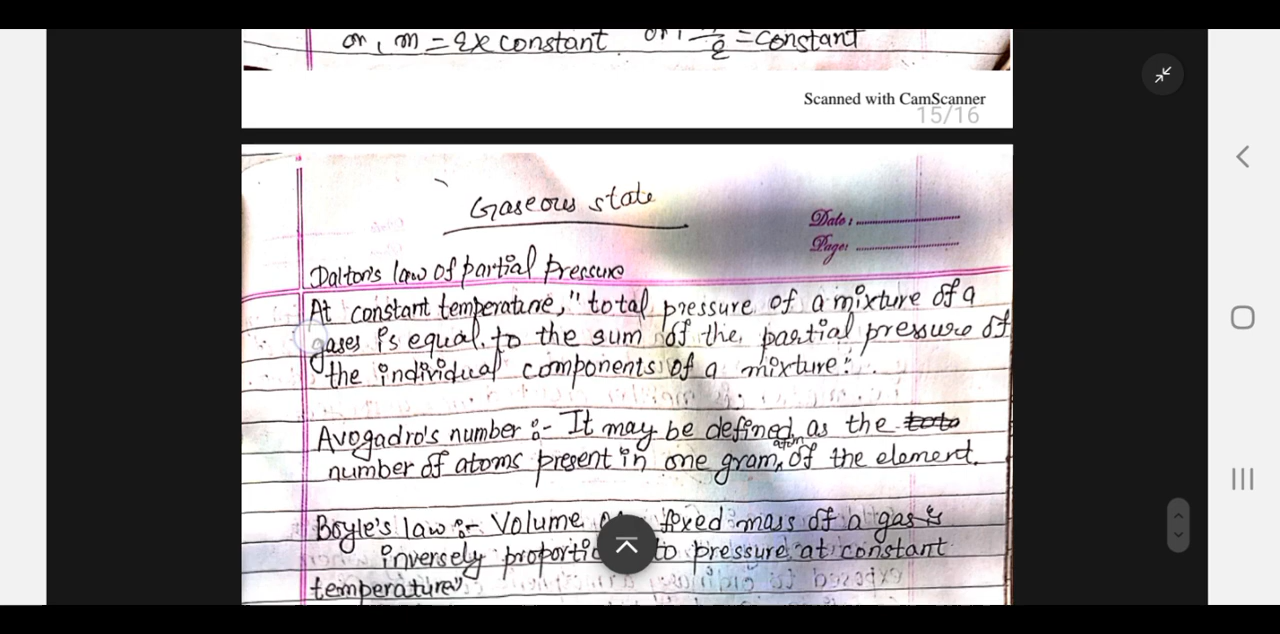 or, m = Ex constant or, = constant
Scanned with CamScanner
15/16
Gaseous state
Date:
Page:
Dalton's law of partial Pressure
At constant temperature, " total pressure of a mixture of a
gases is equal to the sum of the partial pressure of
the individual components of a mixture."
Avogadro's number :- It may be defined as the
atom
number of atoms present in one gram of the element.
Boyle's law :- Volume fixed mass of a gas is
inversely to pressure at constant
temperature"